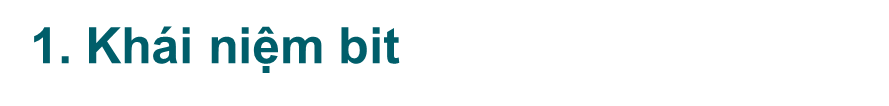 1. Khái niệm bit